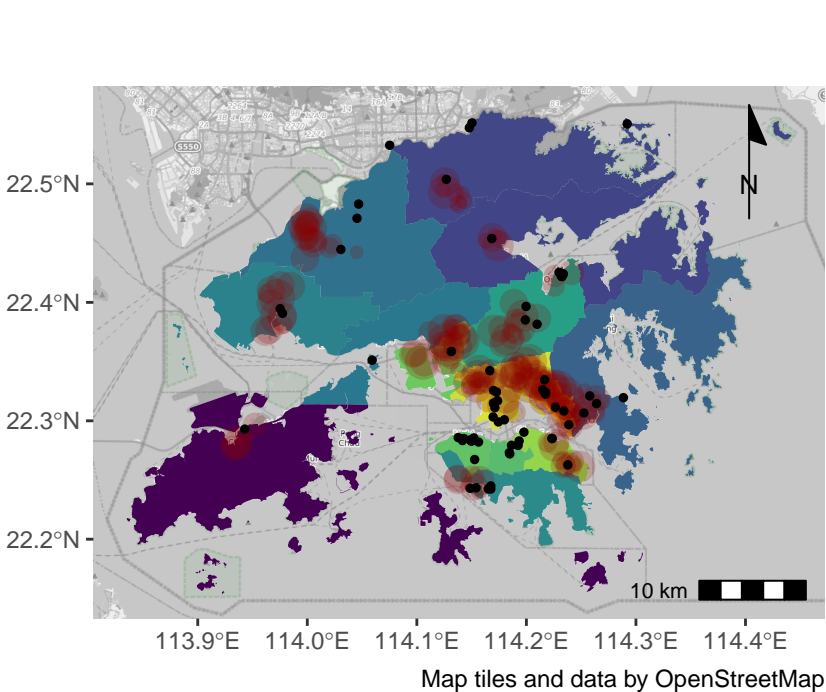 S550
22.5°N
N
22.4°N
22.3°N
22.2°N
10 km
113.9°E 114.0°E 114.1°E 114.2°E 114.3°E 114.4°E
Map tiles and data by OpenStreetMap